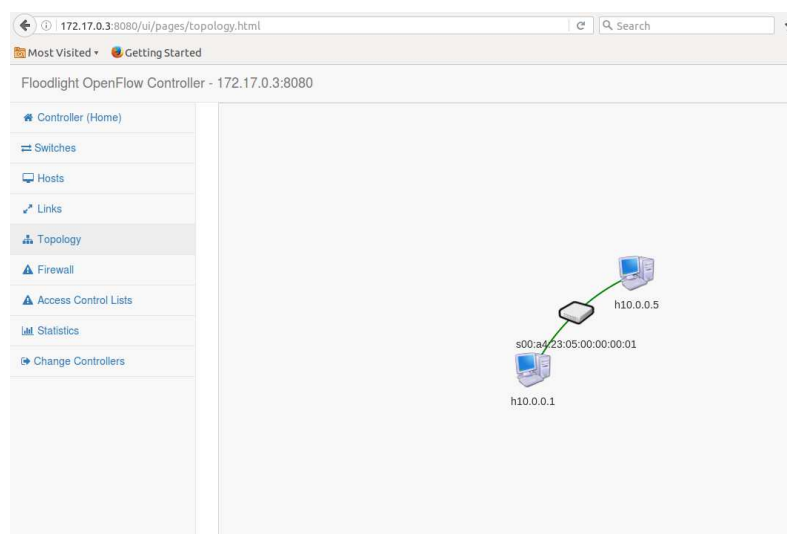 172.17.0.3:8080/ui/pages/topology.html
Search
Most Visited
Getting Started
Floodlight OpenFlow Controller - 172.17.0.3:8080
Controller (Home)
Switches
Hosts
Links
Topology
Firewall
Access Control Lists
Statistics
Change Controllers
h10.0.0.5
s00:a4:23:05:00:00:00:01
h10.0.0.1